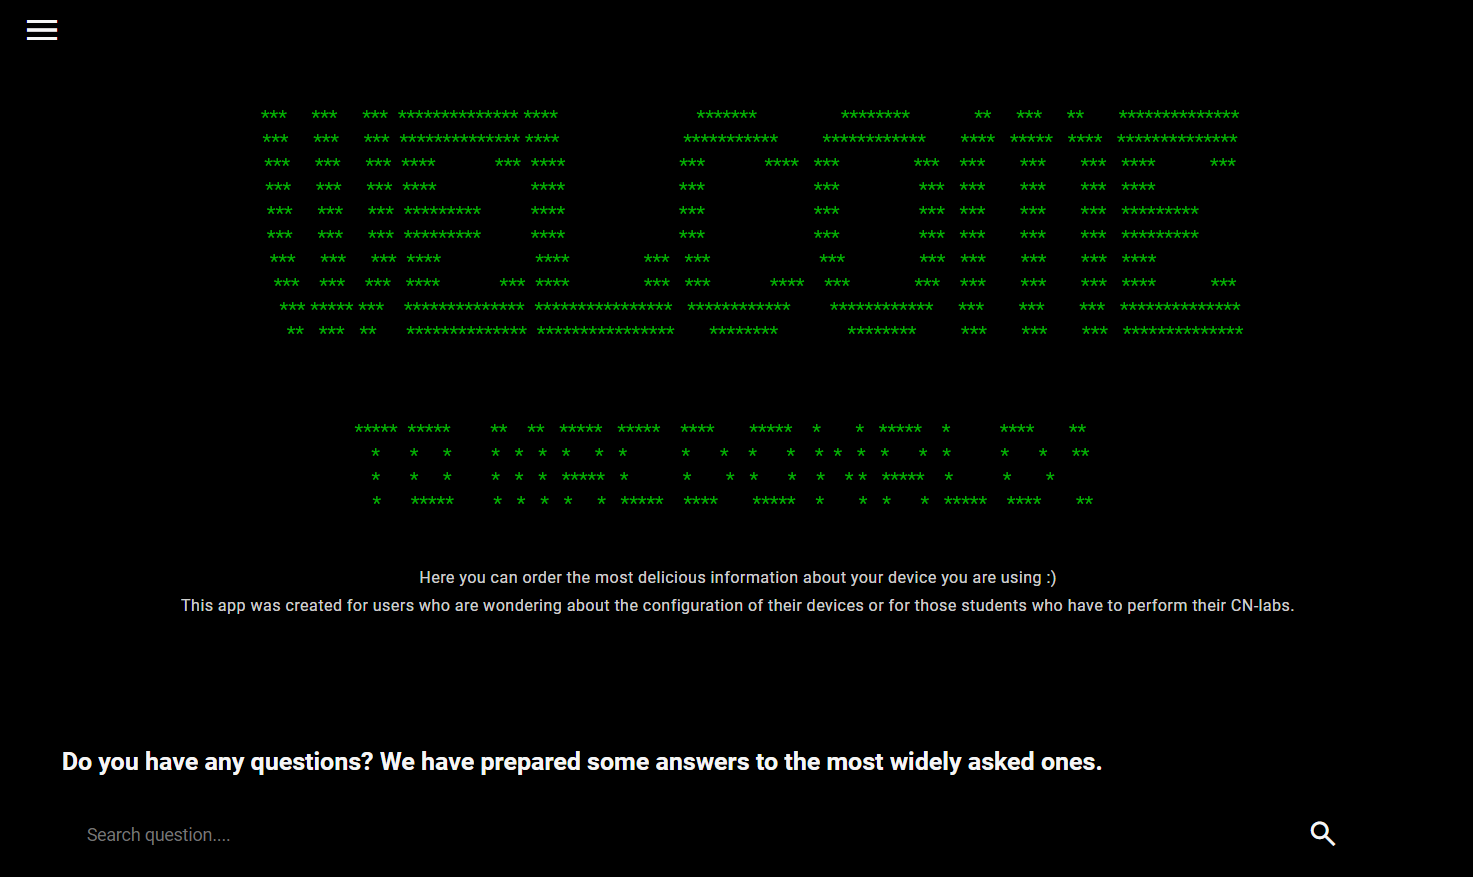 WELCOME
TO MACDONALD!
Here you can order the most delicious information about your device you are using :)
This app was created for users who are wondering about the configuration of their devices or for those students who have to perform their CN-labs.
Do you have any questions? We have prepared some answers to the most widely asked ones.
Search question....